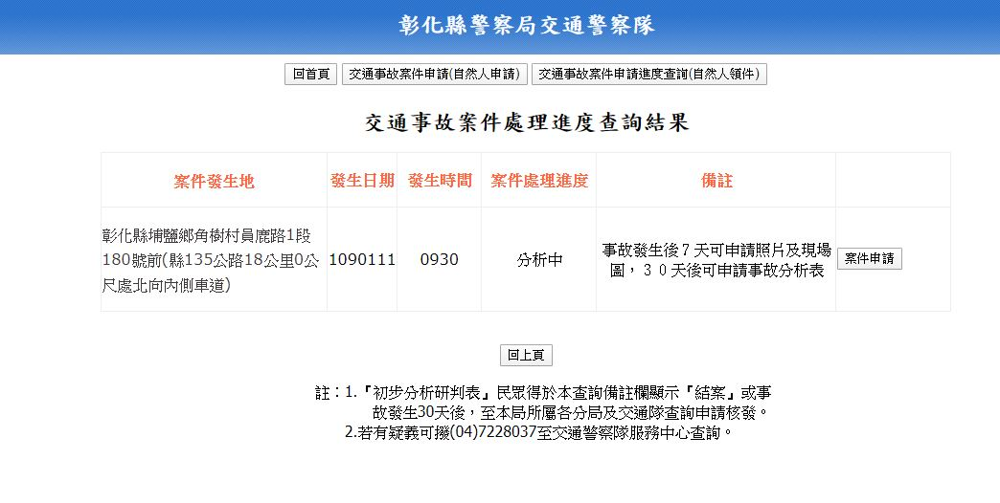 彰化縣警察局交通警察隊
回首頁 交通事故案件申請(自然人申請) 交通事故案件申請進度查詢(自然人領件)
交通事故案件處理進度查詢結果
案件發生地 發生日期 發生時間 案件處理進度 備註
彰化縣埔鹽鄉角樹村員鹿路1段
180號前(縣135公路18公里0公
尺處北向內側車道)
1090111 0930 分析中
事故發生後７天可申請照片及現場
圖，３０天後可申請事故分析表
案件申請
回上頁
註：1.『初步分析研判表』民眾得於本查詢備註欄顯示『結案』或事
故發生30天後，至本局所屬各分局及交通隊查詢申請核發。
2.若有疑義可撥(04)7228037至交通警察隊服務中心查詢。